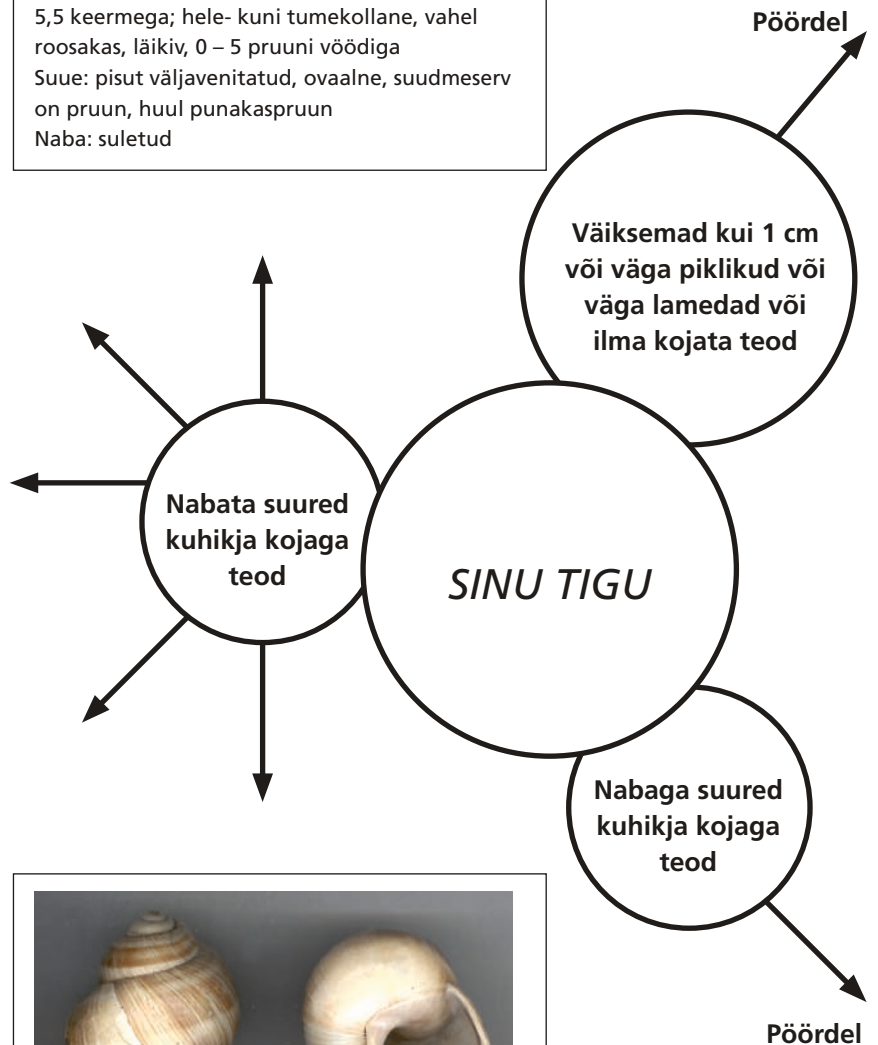 5,5 keermega; hele- kuni tumekollane, vahel
roosakas, läikiv, 0 – 5 pruuni vöödiga
Suue: pisut väljavenitatud, ovaalne, suudmeserv
on pruun, huul punakaspruun
Naba: suletud
Pöördel
Väiksemad kui 1 cm
või väga piklikud või
väga lamedad või
ilma kojata teod
Nabata suured
kuhikja kojaga
teod
SINU TIGU
Nabaga suured
kuhikja kojaga
teod
Pöördel